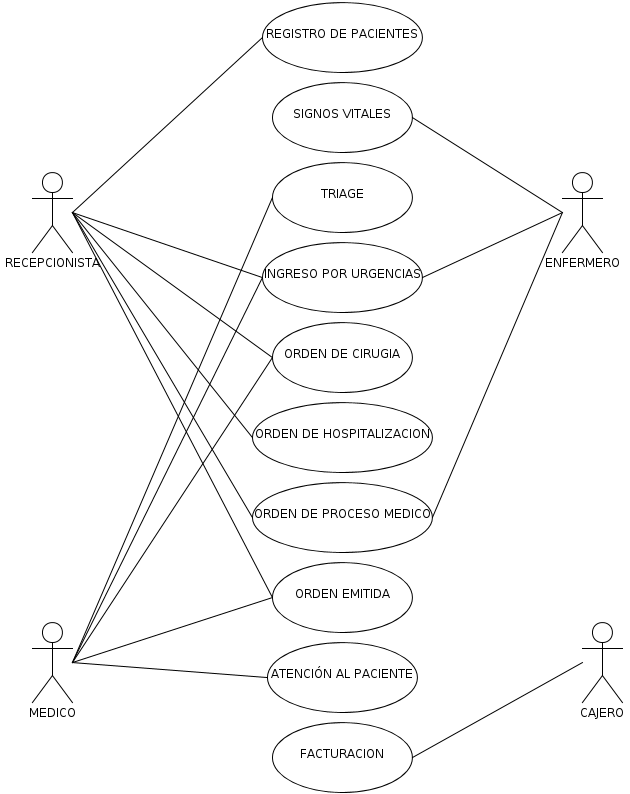 REGISTRO DE PACIENTES
SIGNOS VITALES
TRIAGE
RECEPCIONISTA
INGRESO POR URGENCIAS
ENFERMERO
ORDEN DE CIRUGIA
ORDEN DE HOSPITALIZACION
ORDEN DE PROCESO MEDICO
ORDEN EMITIDA
ATENCIÓN AL PACIENTE
MEDICO
CAJERO
FACTURACION